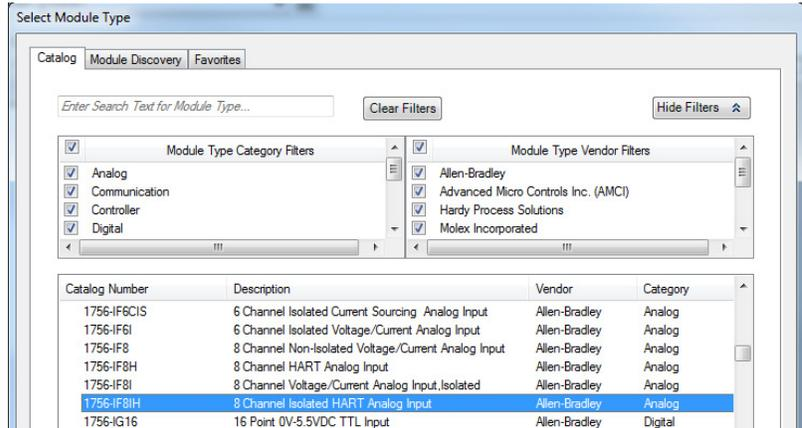 Select Module Type
Catalog Module Discovery Favorites
Enter Search Text for Module Type... Clear Filters Hide Filters
Module Type Category Filters Module Type Vendor Filters
Analog Allen-Bradley
Communication Advanced Micro Controls Inc. (AMCI)
Controller Hardy Process Solutions
Digital Molex Incorporated
Catalog Number Description Vendor Category
1756-IF6CIS 6 Channel Isolated Current Sourcing Analog Input Allen-Bradley Analog
1756-IF6I 6 Channel Isolated Voltage/Current Analog Input Allen-Bradley Analog
1756-IF8 8 Channel Non-Isolated Voltage/Current Analog Input Allen-Bradley Analog
1756-IF8H 8 Channel HART Analog Input Allen-Bradley Analog
1756-IF8I 8 Channel Voltage/Current Analog Input,Isolated Allen-Bradley Analog
1756-IF8IH 8 Channel Isolated HART Analog Input Allen-Bradley Analog
1756-IG16 16 Point 0V-5.5VDC TTL Input Allen-Bradley Digital